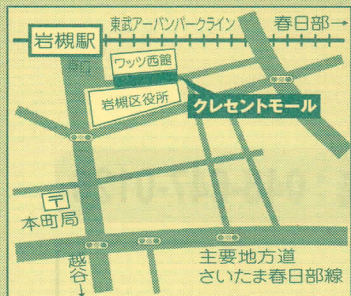 東武アーバンパークライン
春日部→
岩槻駅
ワッツ西館
岩槻区役所
クレセントモール
〒
本町局
越谷
↓
主要地方道
さいたま春日部線